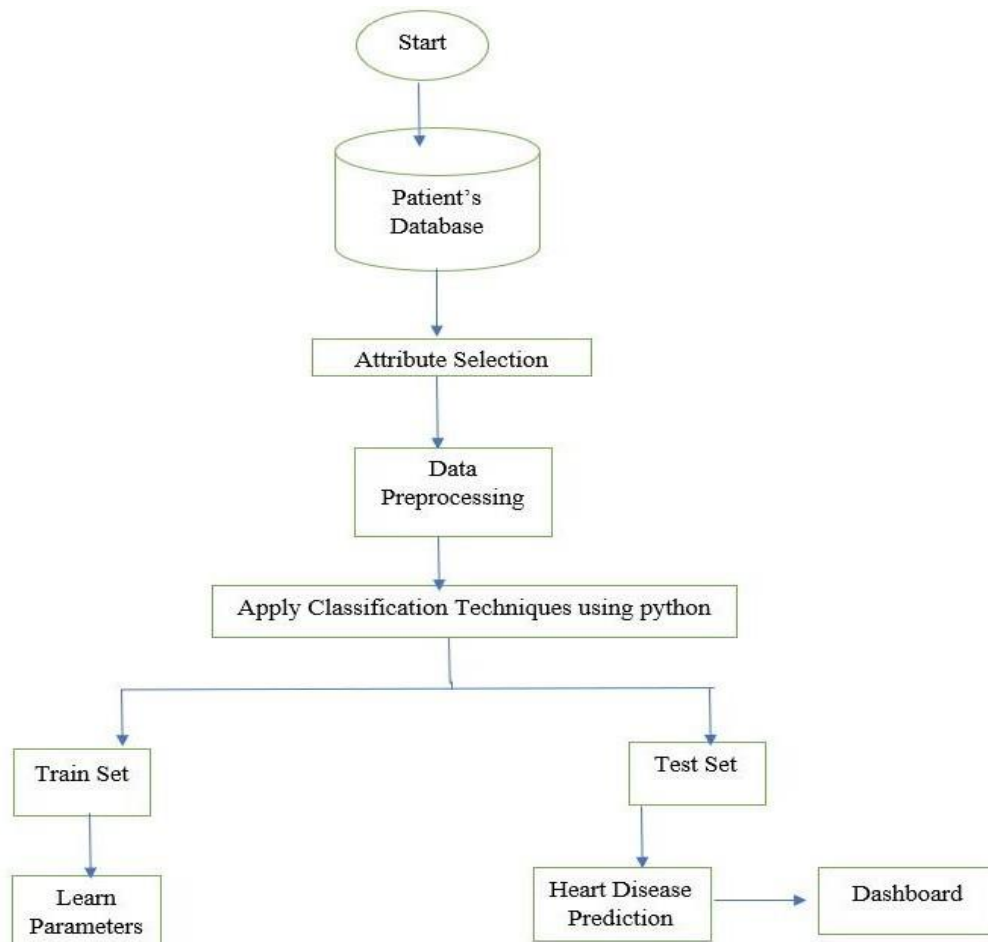 Start
Patient’s
Database
Attribute Selection
Data
Preprocessing
Apply Classification Techniques using python
Train Set
Test Set
Learn
Parameters
Heart Disease
Prediction
Dashboard